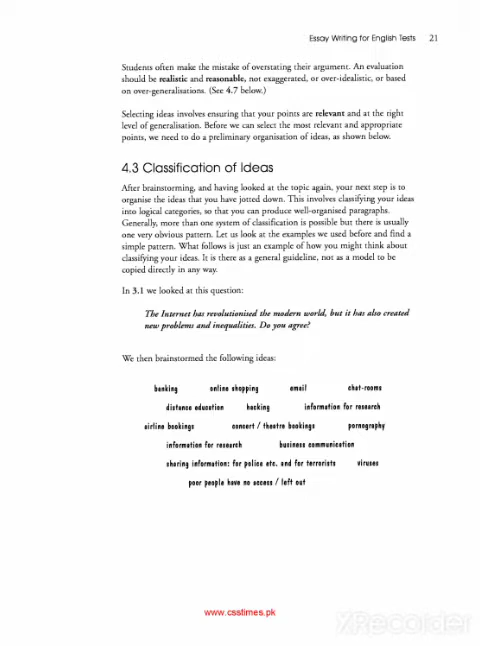 Essay Writing for English Tests 21
Students often make the mistake of overstating their argument. An evaluation
should be realistic and reasonable, not exaggerated, or over-idealistic, or based
on over-generalisations. (See 4.7 below.)
Selecting ideas involves ensuring that your points are relevant and at the right
level of generalisation. Before we can select the most relevant and appropriate
points, we need to do a preliminary organisation of ideas, as shown below.
4.3 Classification of Ideas
After brainstorming, and having looked at the topic again, your next step is to
organise the ideas that you have jotted down. This involves classifying your ideas
into logical categories, so that you can produce well-organised paragraphs.
Generally, more than one system of classification is possible but there is usually
one very obvious pattern. Let us look at the examples we used before and find a
simple pattern. What follows is just an example of how you might think about
classifying your ideas. It is there as a general guideline, not as a model to be
copied directly in any way.
In 3.1 we looked at this question:
The Internet has revolutionised the modern world, but it has also created
new problems and inequalities. Do you agree?
We then brainstormed the following ideas:
banking online shopping email chat-rooms
distance education hacking information for research
airline bookings concert / theatre bookings pornography
information for research business communication
sharing information: for police etc. and for terrorists viruses
poor people have no access / left out
www.csstimes.pk
XRecorder